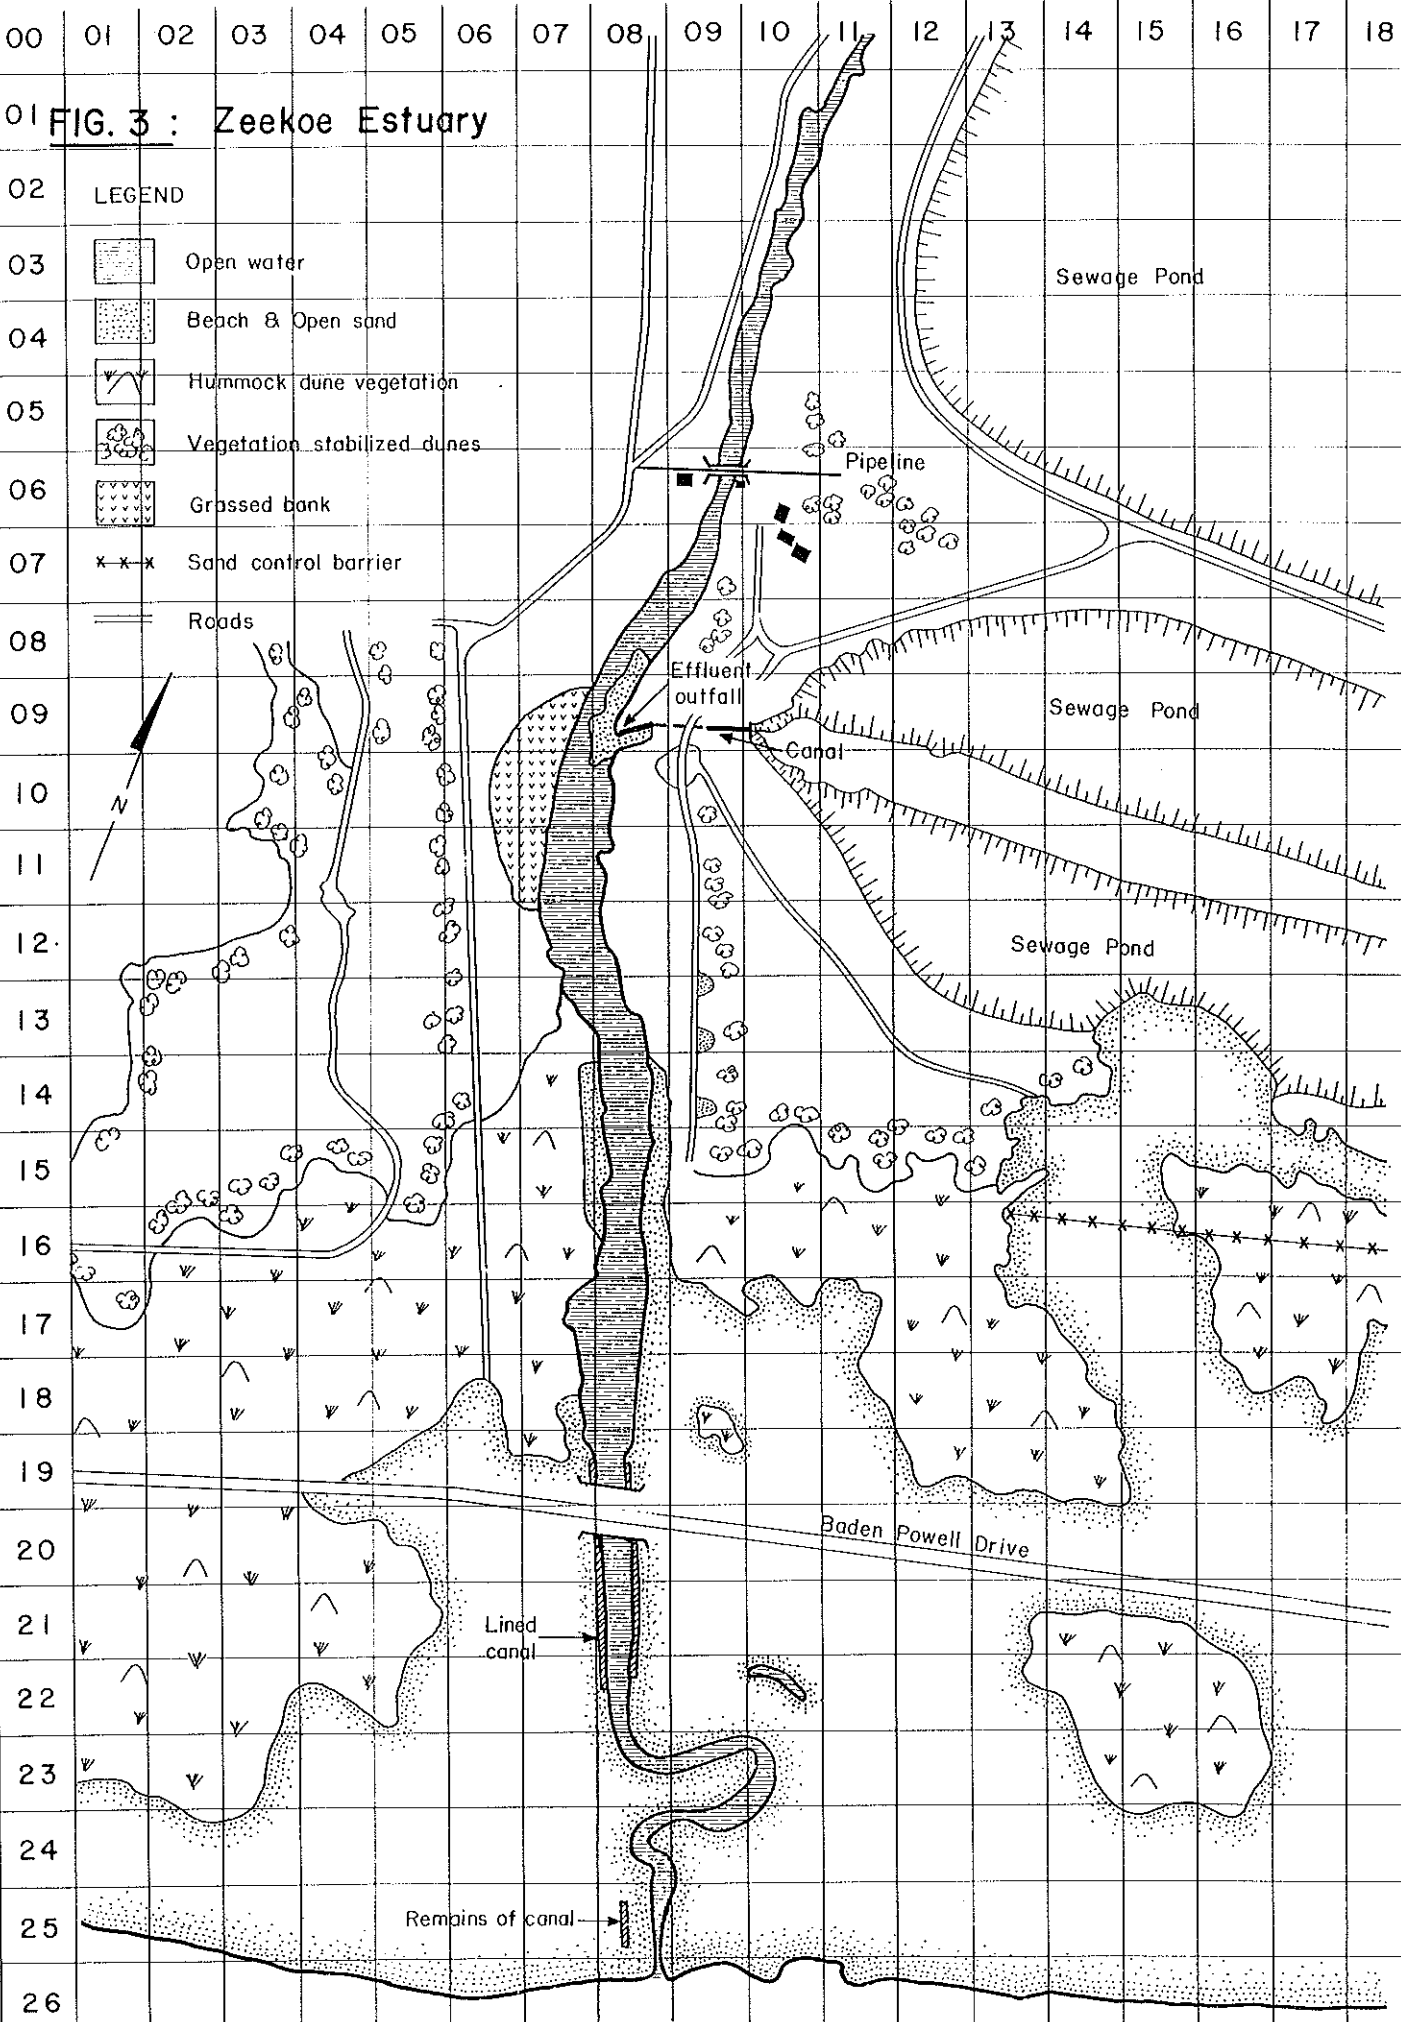 00 01 02 03 04 05 06 07 08 09 10 11 12 13 14 15 16 17 18
01
FIG. 3 : Zeekoe Estuary
02
LEGEND
03
Open water
Sewage Pond
Beach & Open sand
04
Hummock dune vegetation
05
Vegetation stabilized dunes
Pipeline
06
Grassed bank
07
Sand control barrier
Roads
08
Effluent
outfall
09
Sewage Pond
Canal
10
N
11
12.
Sewage Pond
13
14
15
16
17
18
19
Baden Powell Drive
20
21
Lined
canal
22
23
24
25
Remains of canal
26